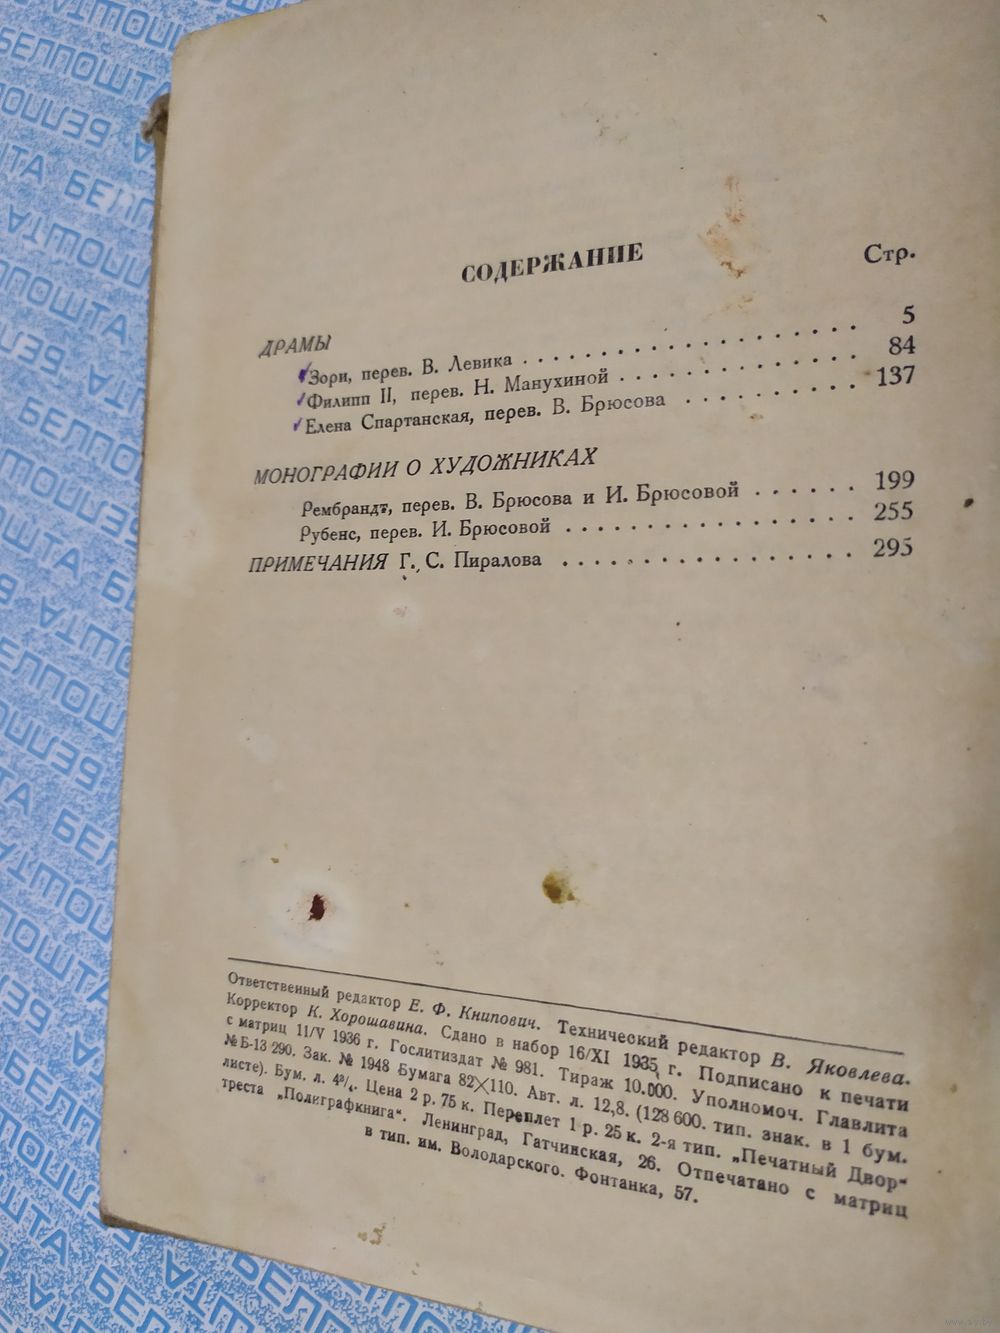 СОДЕРЖАНИЕ
Стр.
ДРАМЫ
Зори, перев. В. Левика . . . . . . . . . . . . . . . . . . 5
Филипп II, перев. Н. Манухиной . . . . . . . . . . . . . 84
Елена Спартанская, перев. В. Брюсова . . . . . . . . . 137
МОНОГРАФИИ О ХУДОЖНИКАХ
Рембрандт, перев. В. Брюсова и И. Брюсовой . . . . . . 199
Рубенс, перев. И. Брюсовой . . . . . . . . . . . . . . . 255
ПРИМЕЧАНИЯ Г. С. Пиралова . . . . . . . . . . . . . . . 295
Ответственный редактор Е. Ф. Книпович. Технический редактор В. Яковлева.
Корректор К. Хорошавина. Сдано в набор 16/XI 1935 г. Подписано к печати
с матриц 11/V 1936 г. Гослитиздат № 981. Тираж 10.000. Уполномоч. Главлита
№ Б-13 290. Зак. № 1948 Бумага 82×110. Авт. л. 12,8. (128 600. тип. знак. в 1 бум.
листе). Бум. л. 4³/₄. Цена 2 р. 75 к. Переплет 1 р. 25 к. 2-я тип. „Печатный Двор“
треста „Полиграфкнига“. Ленинград, Гатчинская, 26. Отпечатано с матриц
в тип. им. Володарского. Фонтанка, 57.
БЕЛПОШТА